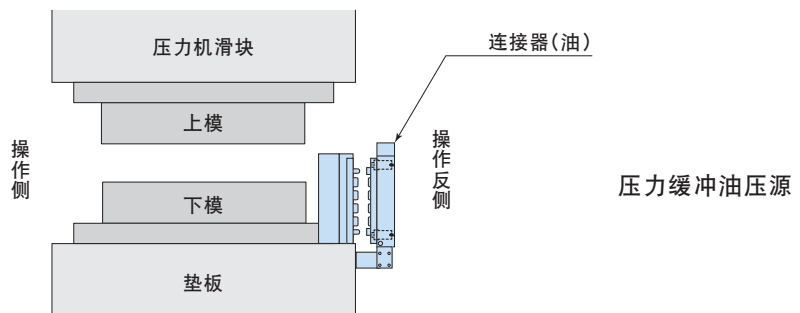 压力机滑块
连接器(油)
上模
操作侧
操作反侧
压力缓冲油压源
下模
垫板